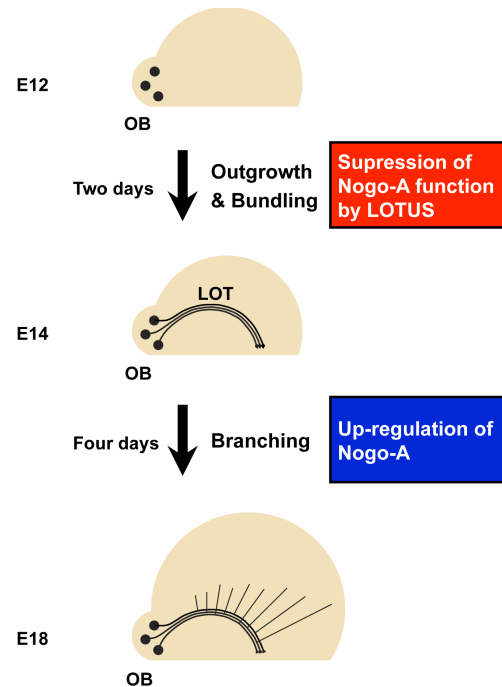 E12
OB
Two days
Outgrowth
& Bundling
Supression of
Nogo-A function
by LOTUS
LOT
E14
OB
Four days
Branching
Up-regulation of
Nogo-A
E18
OB